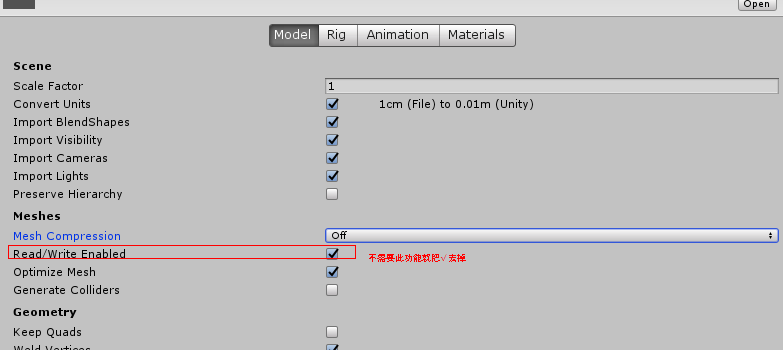 Open
Model Rig Animation Materials
Scene
Scale Factor 1
Convert Units 1cm (File) to 0.01m (Unity)
Import BlendShapes
Import Visibility
Import Cameras
Import Lights
Preserve Hierarchy
Meshes
Mesh Compression Off
Read/Write Enabled 不需要此功能就把√去掉
Optimize Mesh
Generate Colliders
Geometry
Keep Quads
Weld Vertices